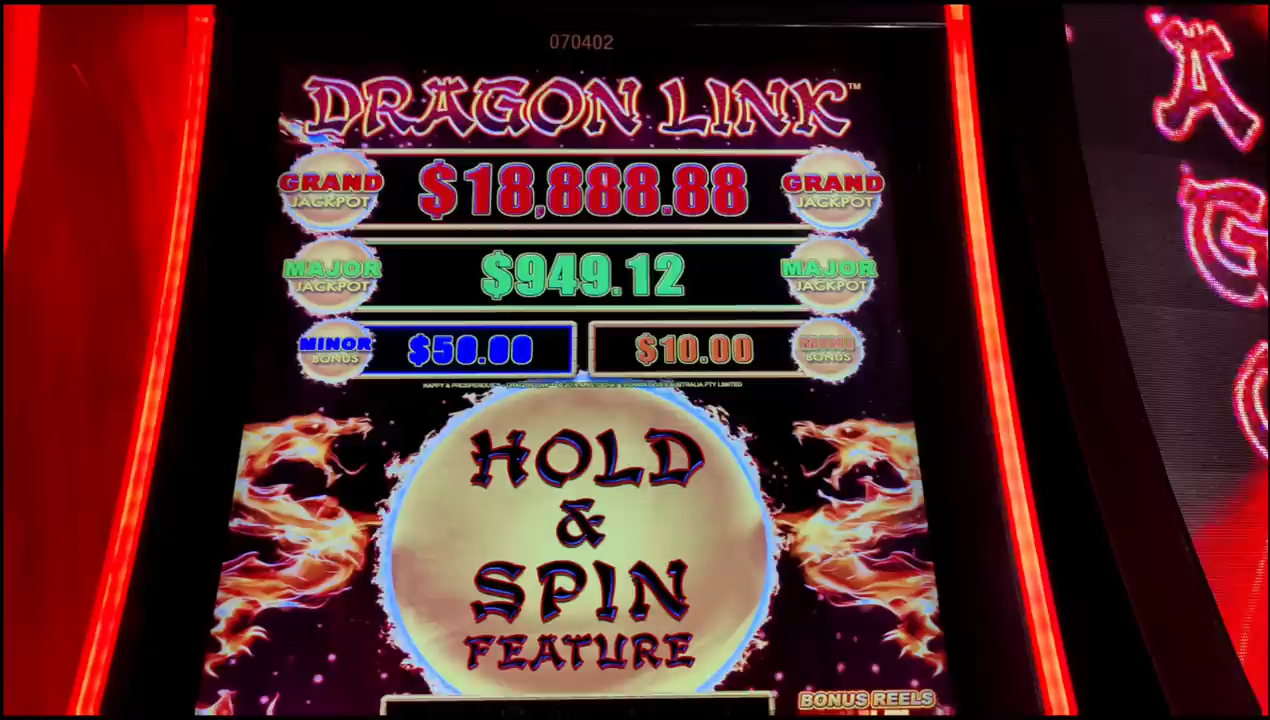 070402
DRAGON LINK™
GRAND JACKPOT $18,888.88 GRAND JACKPOT
MAJOR JACKPOT $949.12 MAJOR JACKPOT
MINOR BONUS $50.00 $10.00 MINI BONUS
HOLD
&
SPIN
FEATURE
BONUS REELS
A
G